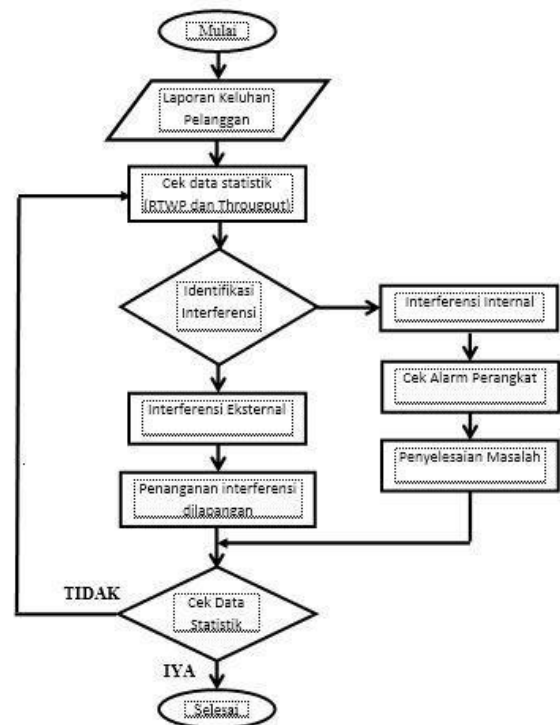 Mulai
Laporan Keluhan
Pelanggan
Cek data statistik
(RTWP dan Througput)
Identifikasi
Interferensi
Interferensi Internal
Cek Alarm Perangkat
Penyelesaian Masalah
Interferensi Eksternal
Penanganan interferensi
dilapangan
TIDAK
Cek Data
Statistik
IYA
Selesai